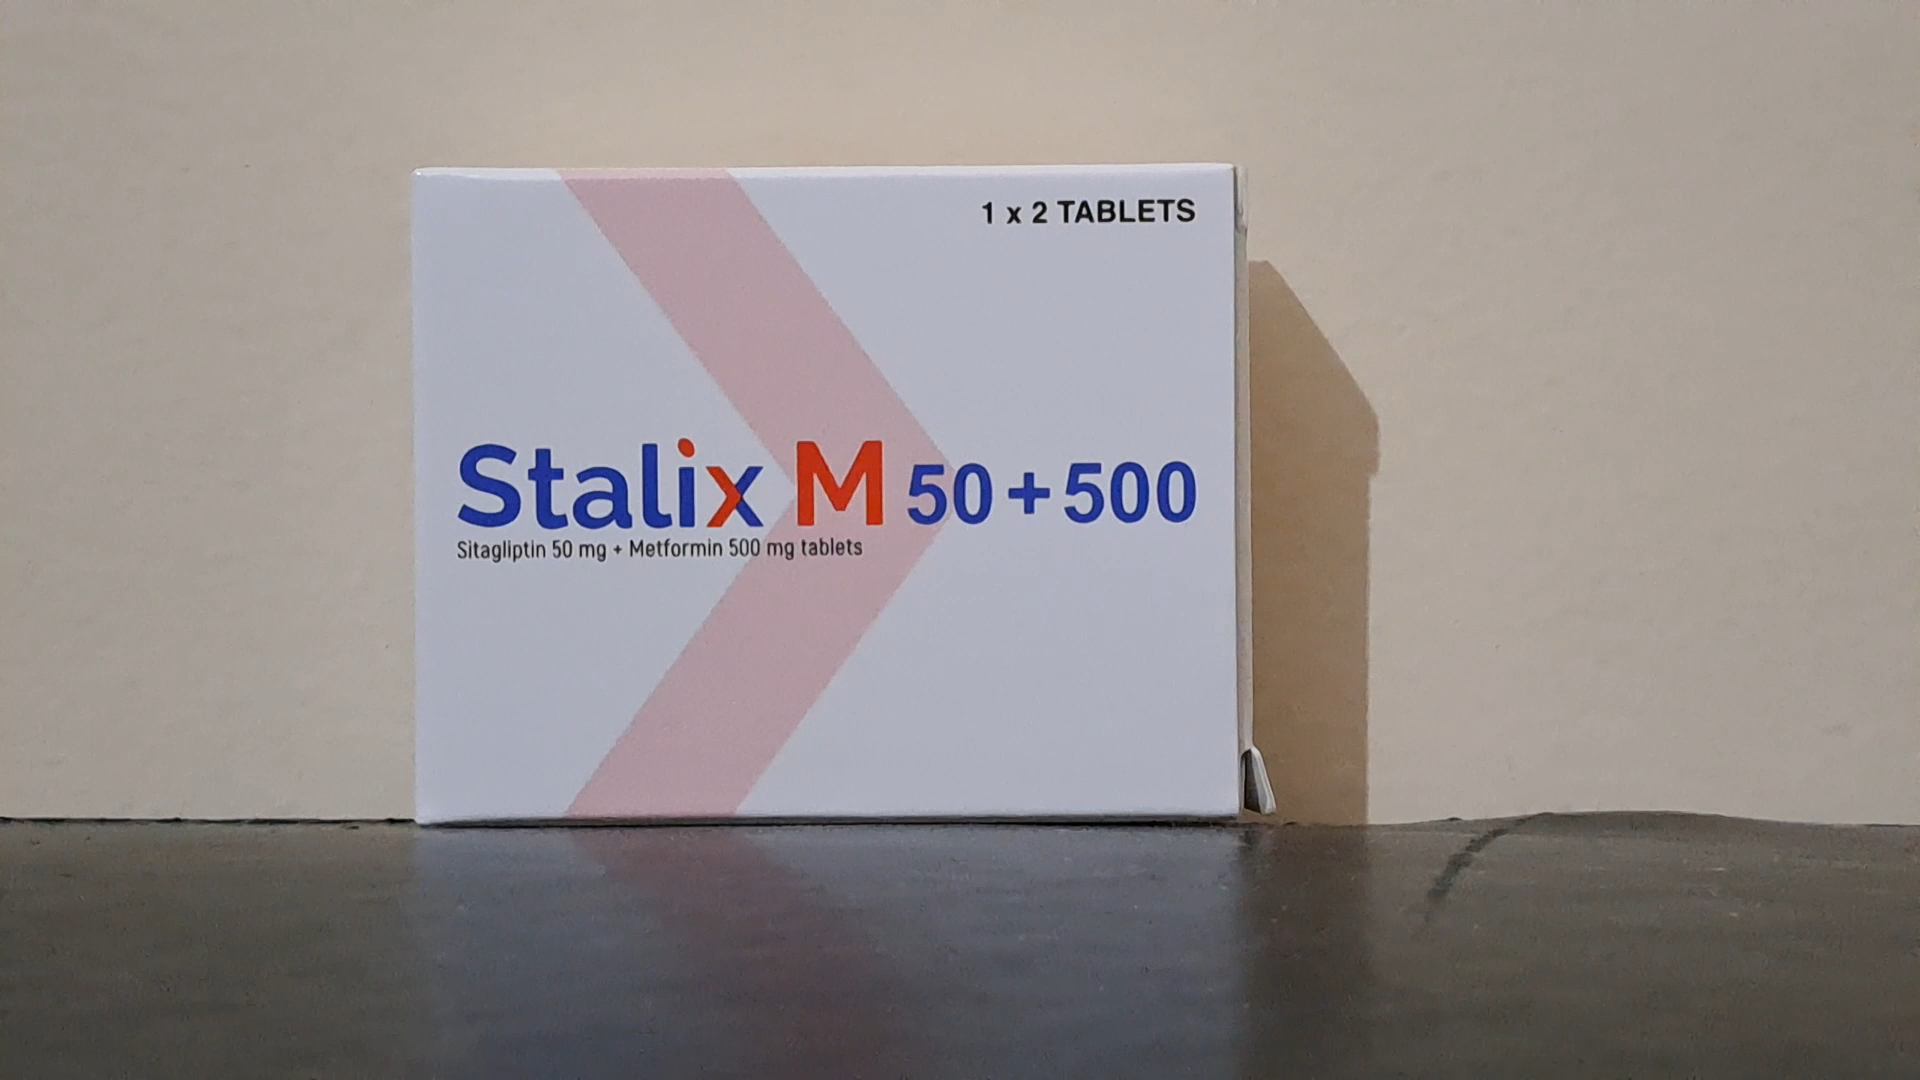 1 x 2 TABLETS
Stalix M 50+500
Sitagliptin 50 mg + Metformin 500 mg tablets